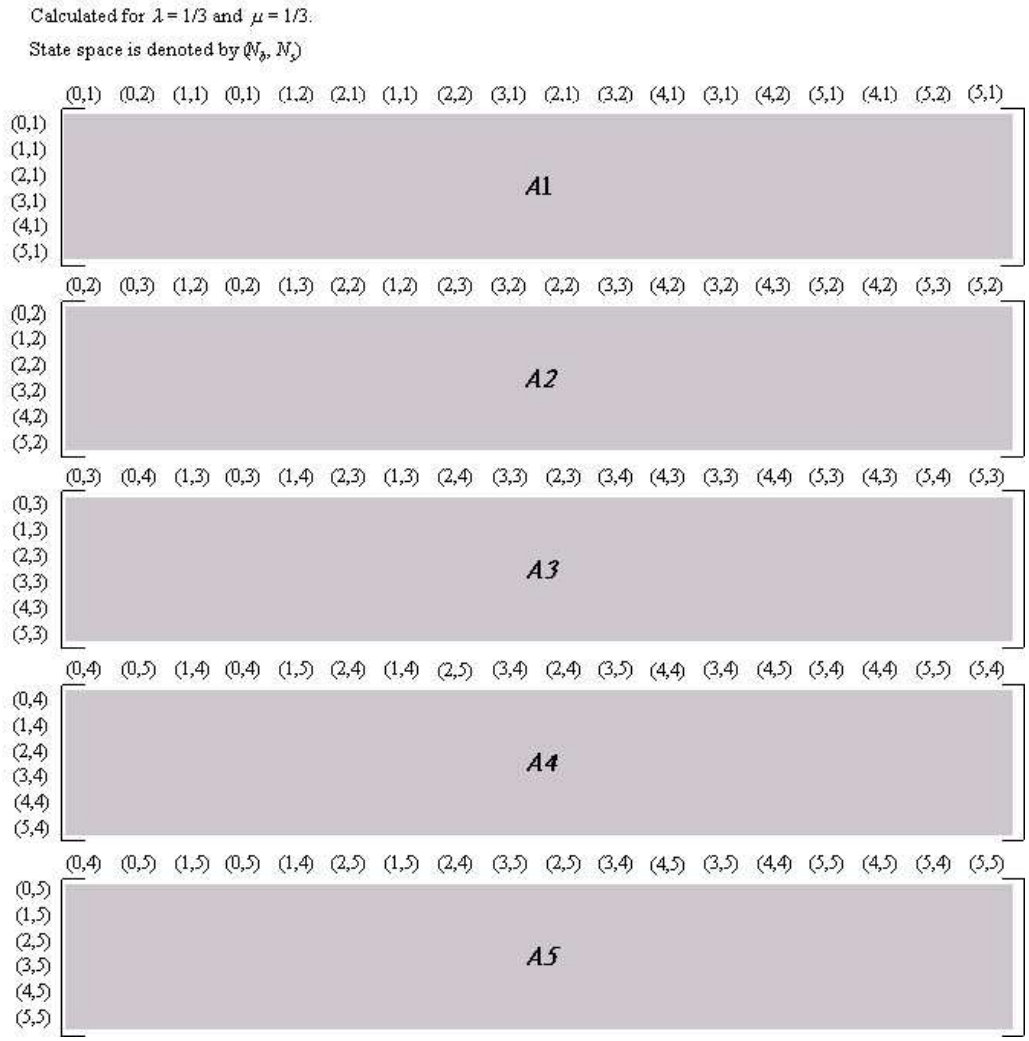 Calculated for λ = 1/3 and μ = 1/3.
State space is denoted by (N_b, N_s)
(0,1) (0,2) (1,1) (0,1) (1,2) (2,1) (1,1) (2,2) (3,1) (2,1) (3,2) (4,1) (3,1) (4,2) (5,1) (4,1) (5,2) (5,1)
(0,1)
(1,1)
(2,1)
(3,1)
(4,1)
(5,1)
A1
(0,2) (0,3) (1,2) (0,2) (1,3) (2,2) (1,2) (2,3) (3,2) (2,2) (3,3) (4,2) (3,2) (4,3) (5,2) (4,2) (5,3) (5,2)
(0,2)
(1,2)
(2,2)
(3,2)
(4,2)
(5,2)
A2
(0,3) (0,4) (1,3) (0,3) (1,4) (2,3) (1,3) (2,4) (3,3) (2,3) (3,4) (4,3) (3,3) (4,4) (5,3) (4,3) (5,4) (5,3)
(0,3)
(1,3)
(2,3)
(3,3)
(4,3)
(5,3)
A3
(0,4) (0,5) (1,4) (0,4) (1,5) (2,4) (1,4) (2,5) (3,4) (2,4) (3,5) (4,4) (3,4) (4,5) (5,4) (4,4) (5,5) (5,4)
(0,4)
(1,4)
(2,4)
(3,4)
(4,4)
(5,4)
A4
(0,4) (0,5) (1,5) (0,5) (1,4) (2,5) (1,5) (2,4) (3,5) (2,5) (3,4) (4,5) (3,5) (4,4) (5,5) (4,5) (5,4) (5,5)
(0,5)
(1,5)
(2,5)
(3,5)
(4,5)
(5,5)
A5